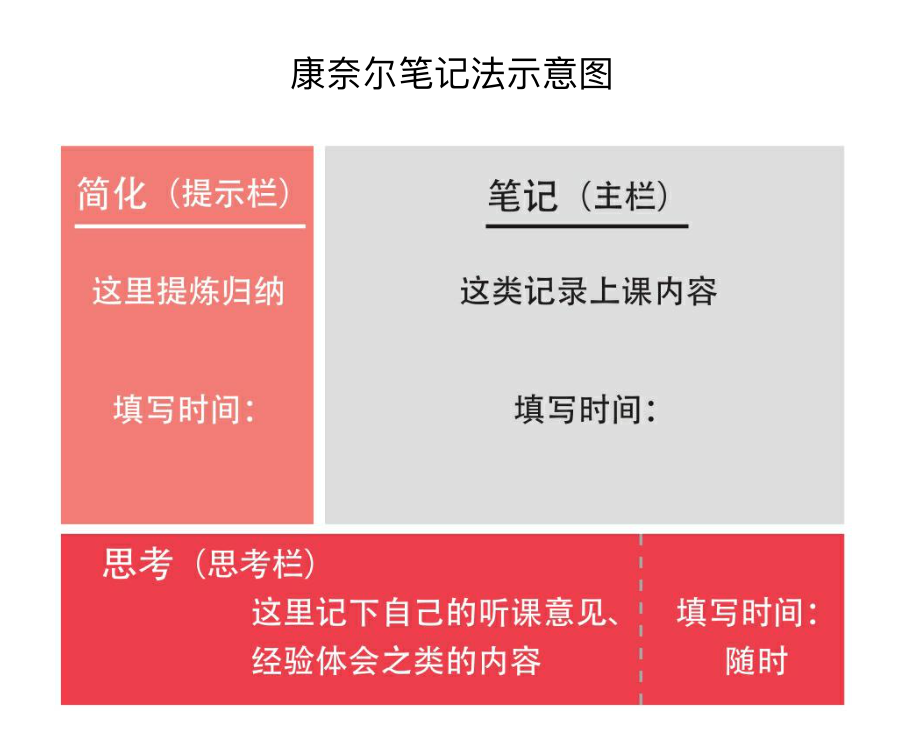 康奈尔笔记法示意图
简化（提示栏）
这里提炼归纳
填写时间：
笔记（主栏）
这类记录上课内容
填写时间：
思考（思考栏）
这里记下自己的听课意见、
经验体会之类的内容
填写时间：
随时